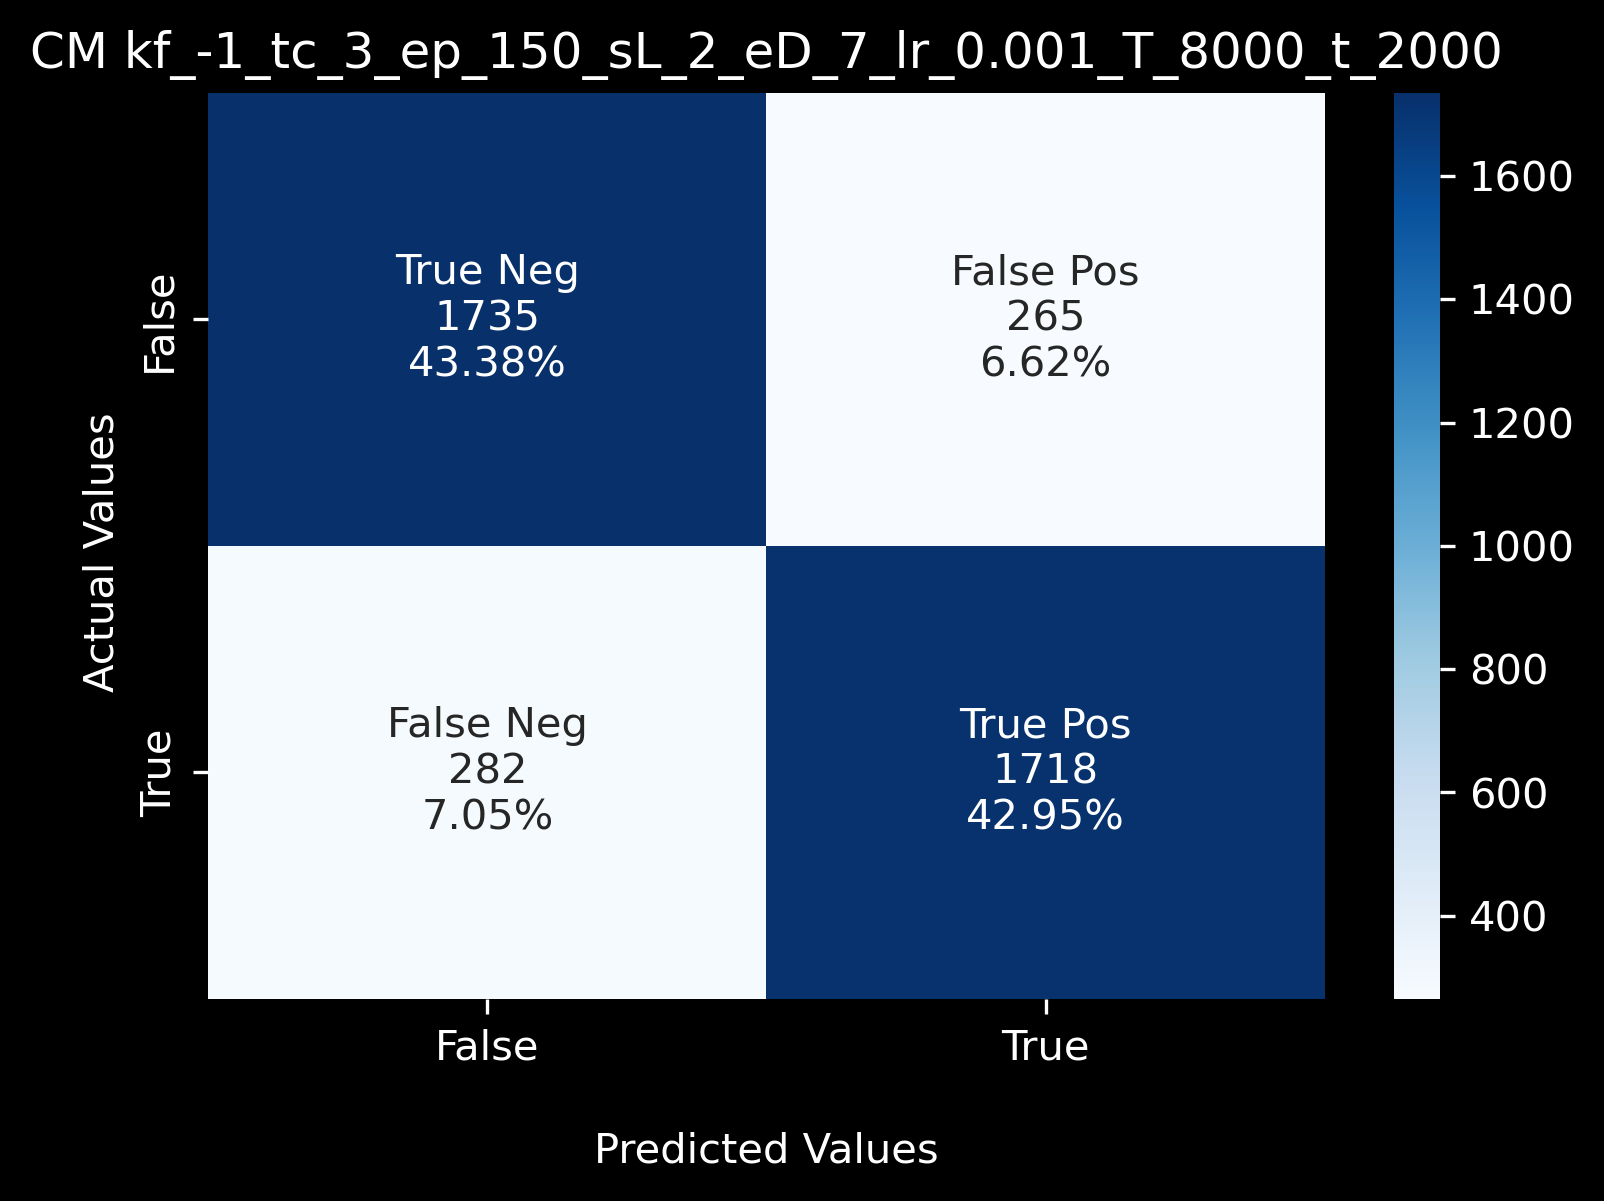 CM kf_-1_tc_3_ep_150_sL_2_eD_7_lr_0.001_T_8000_t_2000
Actual Values
False
True
True Neg
1735
43.38%
False Pos
265
6.62%
False Neg
282
7.05%
True Pos
1718
42.95%
False
True
Predicted Values
1600
1400
1200
1000
800
600
400